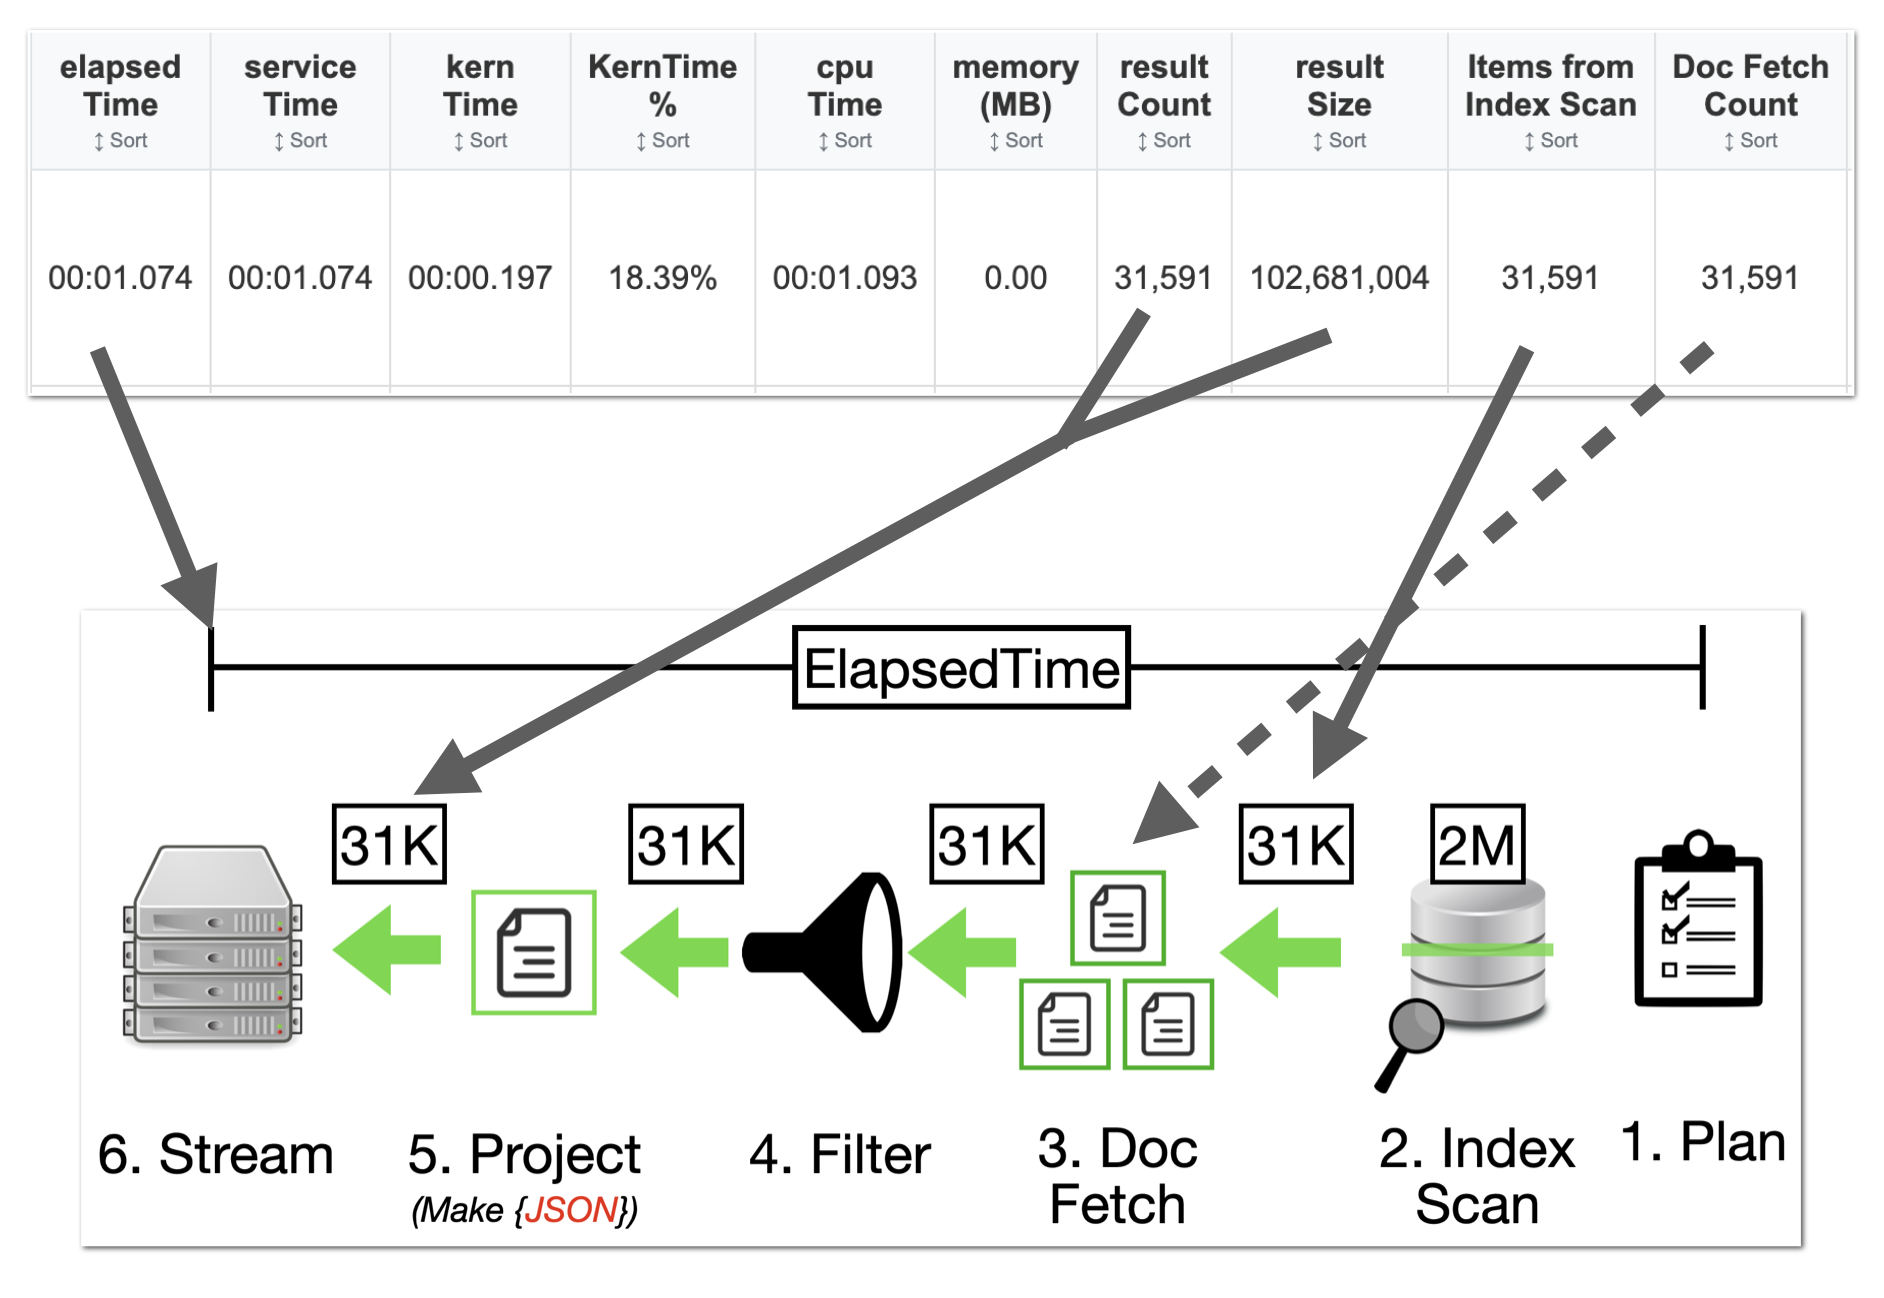 elapsed Time
service Time
kern Time
KernTime %
cpu Time
memory (MB)
result Count
result Size
Items from Index Scan
Doc Fetch Count
↕ Sort ↕ Sort ↕ Sort ↕ Sort ↕ Sort ↕ Sort ↕ Sort ↕ Sort ↕ Sort ↕ Sort
00:01.074 00:01.074 00:00.197 18.39% 00:01.093 0.00 31,591 102,681,004 31,591 31,591
ElapsedTime
31K 31K 31K 31K 2M
6. Stream
5. Project
(Make {JSON})
4. Filter
3. Doc
Fetch
2. Index
Scan
1. Plan